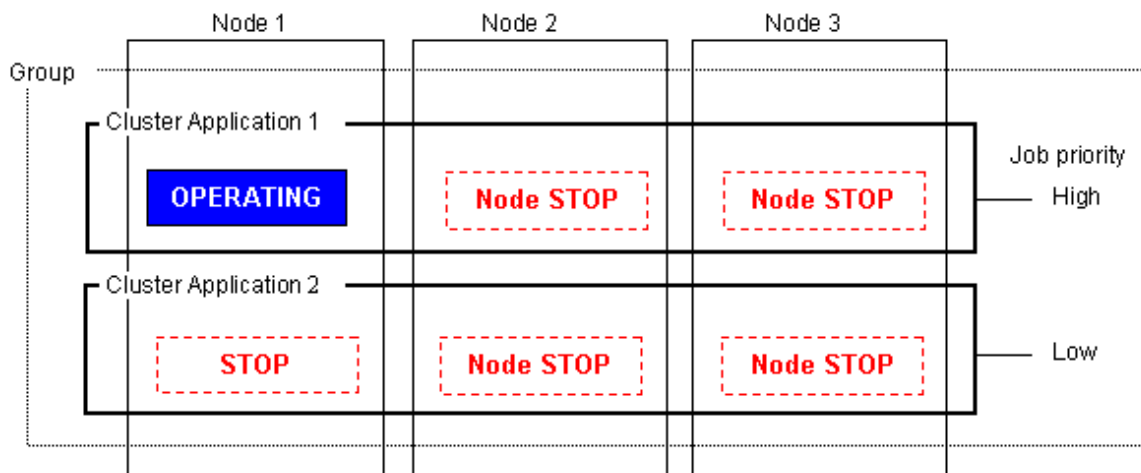 Node 1 Node 2 Node 3
Group
Cluster Application 1
Job priority
OPERATING Node STOP Node STOP High
Cluster Application 2
STOP Node STOP Node STOP Low